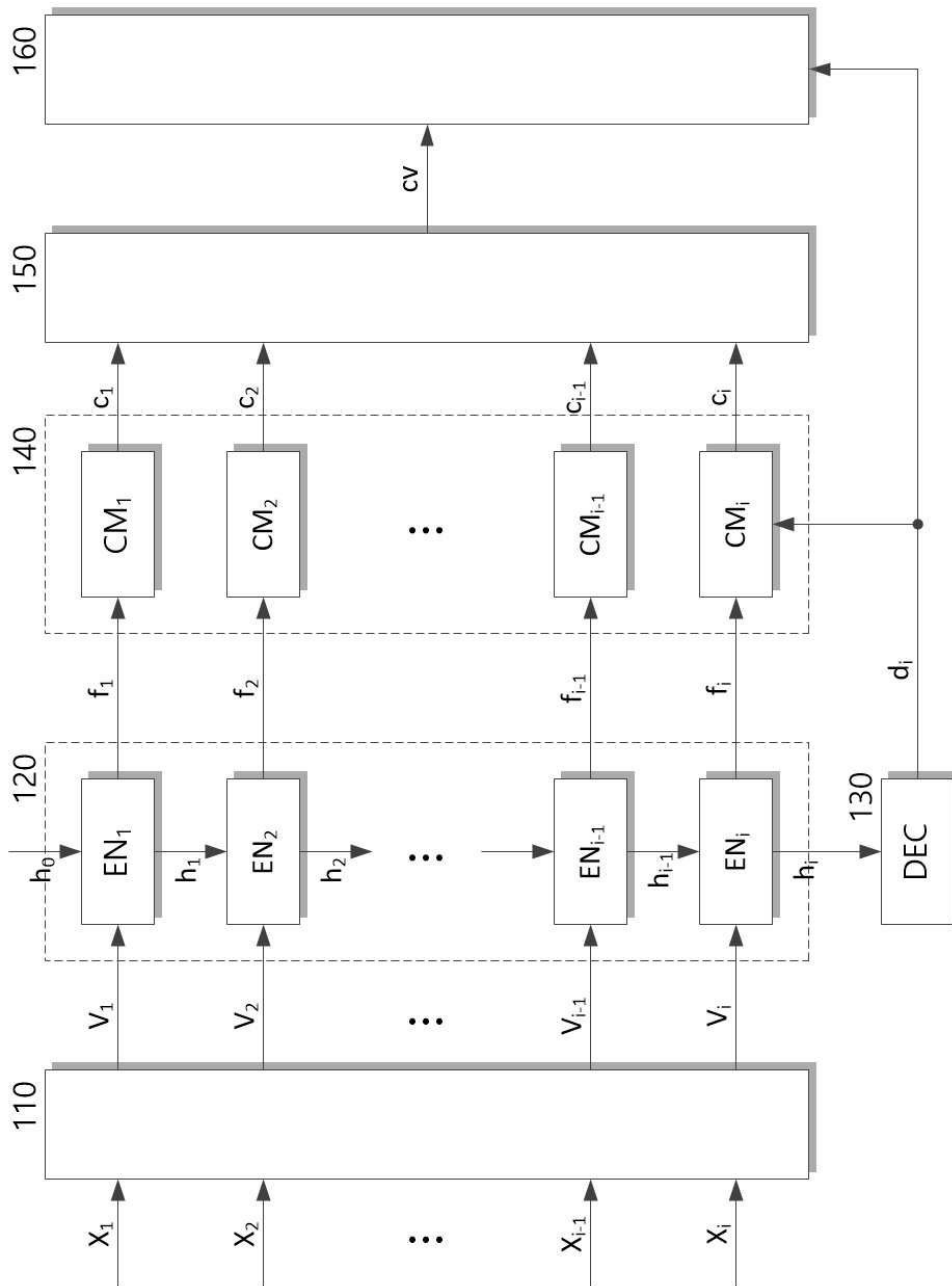 160
cv
150
c₁
c₂
cᵢ₋₁
cᵢ
140
CM₁
CM₂
•••
CMᵢ₋₁
CMᵢ
f₁
f₂
fᵢ₋₁
fᵢ
dᵢ
120
h₀
EN₁
h₁
EN₂
h₂
•••
ENᵢ₋₁
hᵢ₋₁
ENᵢ
hᵢ
130
DEC
V₁
V₂
•••
Vᵢ₋₁
Vᵢ
110
X₁
X₂
•••
Xᵢ₋₁
Xᵢ